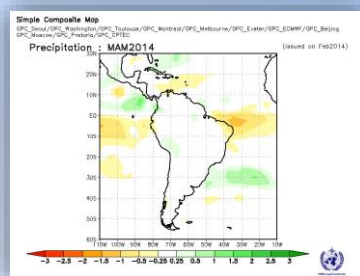 Simple Composite Map
GPC_Seoul/GPC_Washington/GPC_Toulouse/GPC_Montreal/GPC_Melbourne/GPC_Exeter/GPC_ECMWF/GPC_Beijing
GPC_Moscow/GPC_Pretoria/GPC_CPTEC
Precipitation : MAM2014
(issued on Feb2014)
30N
20N
10N
EQ
10S
20S
30S
40S
50S
60S
110W 100W 90W 80W 70W 60W 50W 40W 30W 20W 10W
-3 -2.5 -2 -1.5 -1 -0.5 -0.25 0.25 0.5 1 1.5 2 2.5 3